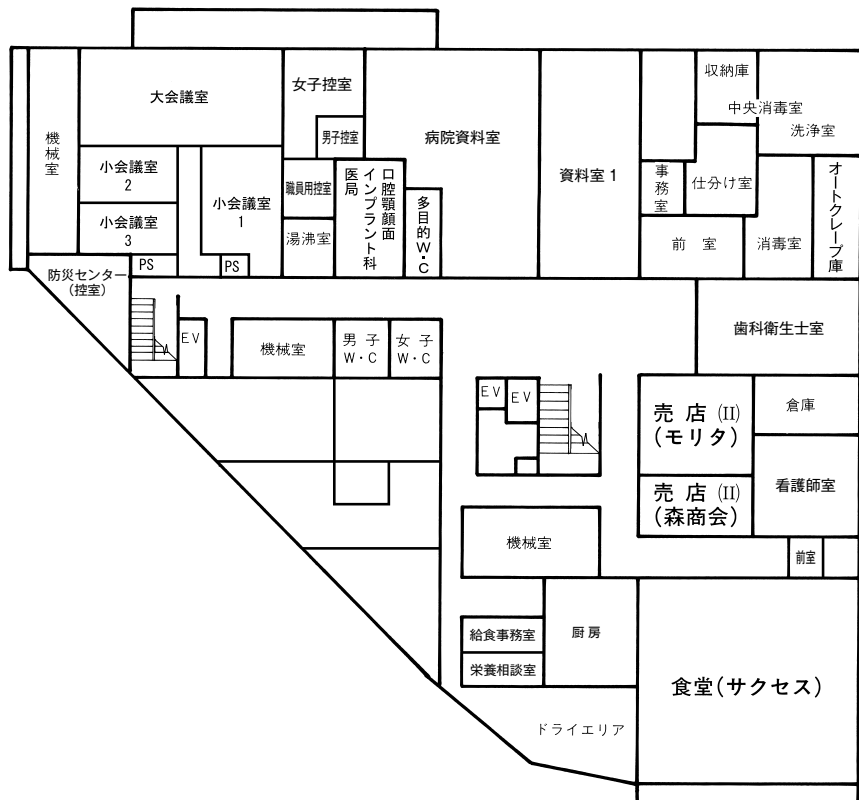 機械室
大会議室
小会議室
2
小会議室
3
小会議室
1
PS
PS
女子控室
男子控室
職員用控室
湯沸室
口腔顎顔面
インプラント科
医局
多目的W・C
病院資料室
資料室1
収納庫
中央消毒室
洗浄室
事務室
仕分け室
前室
消毒室
オートクレーブ庫
防災センター
(控室)
EV
機械室
男子
W・C
女子
W・C
歯科衛生士室
EV
EV
売店(II)
(モリタ)
倉庫
売店(II)
(森商会)
看護師室
機械室
前室
給食事務室
栄養相談室
厨房
食堂(サクセス)
ドライエリア